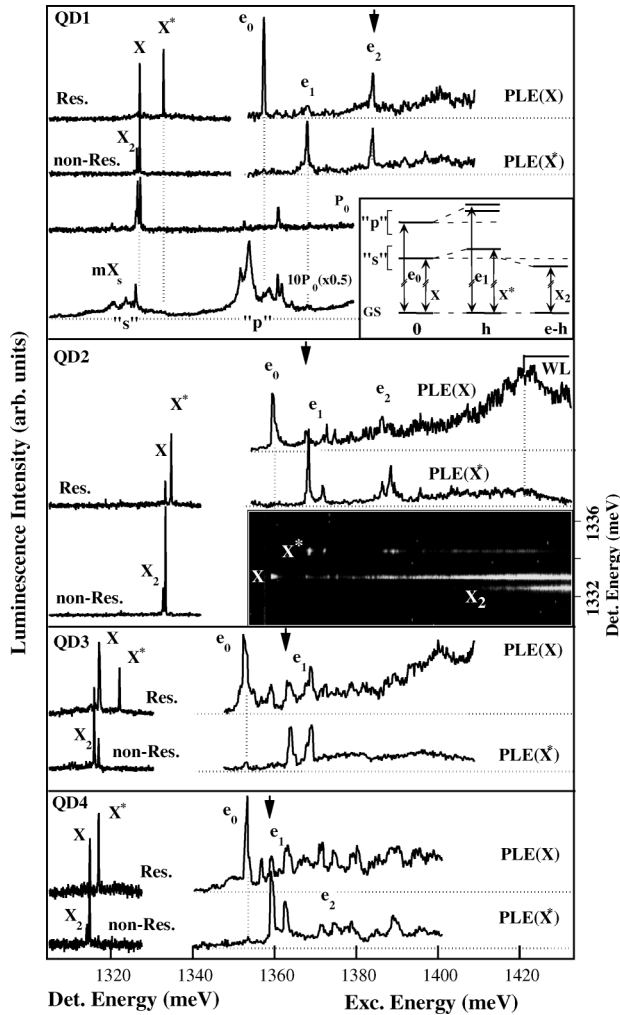 QD1
e₀
X
X*
e₁
e₂
Res.
PLE(X)
X₂
non-Res.
PLE(X*)
P₀
mXₛ
10P₀(x0.5)
"s"
"p"
"p"
"s"
e₀
X
e₁
X*
X₂
GS
0
h
e-h
QD2
e₀
X*
X
e₁
e₂
PLE(X)
WL
Res.
PLE(X*)
X₂
non-Res.
X*
X
X₂
1336
1332
Det. Energy (meV)
Luminescence Intensity (arb. units)
QD3
X
X*
e₀
e₁
PLE(X)
Res.
X₂
non-Res.
PLE(X*)
QD4
X
X*
e₀
e₁
PLE(X)
Res.
X₂
non-Res.
e₂
PLE(X*)
1320
1340
1360
1380
1400
1420
Det. Energy (meV)
Exc. Energy (meV)